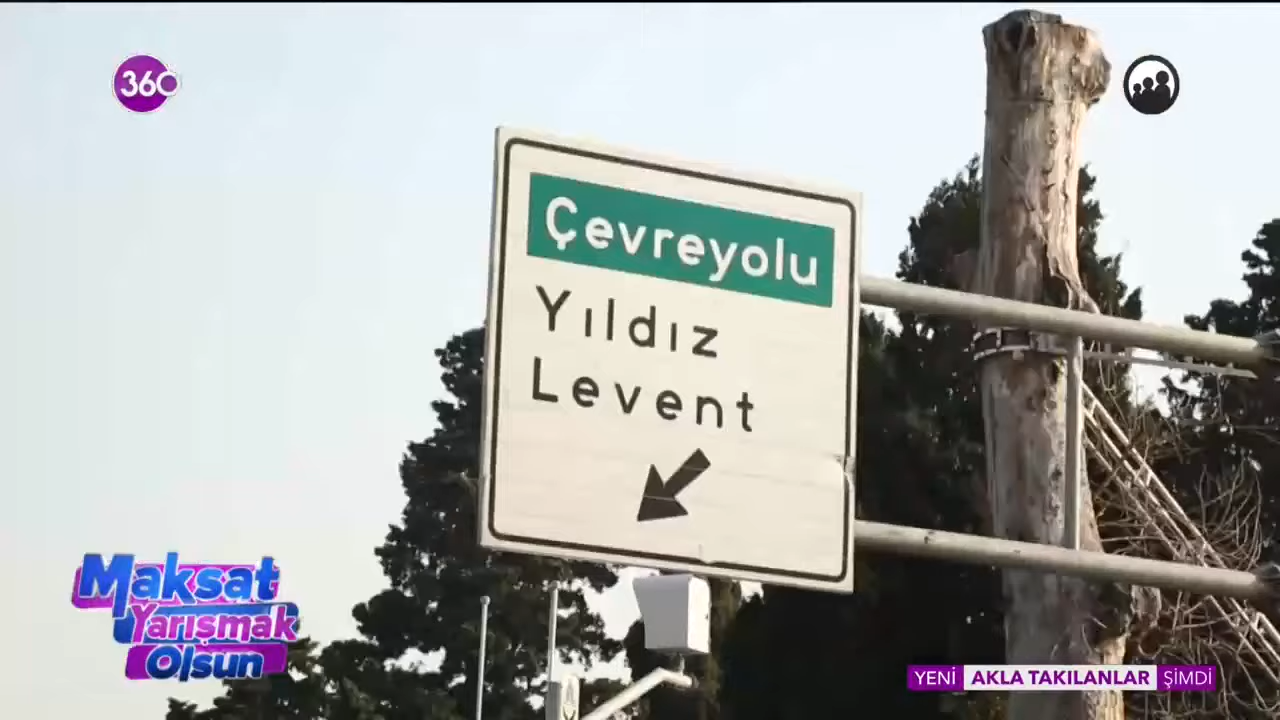 360
Çevreyolu
Yıldız
Levent
Maksat
Yarışmak
Olsun
YENİ AKLA TAKILANLAR ŞİMDİ